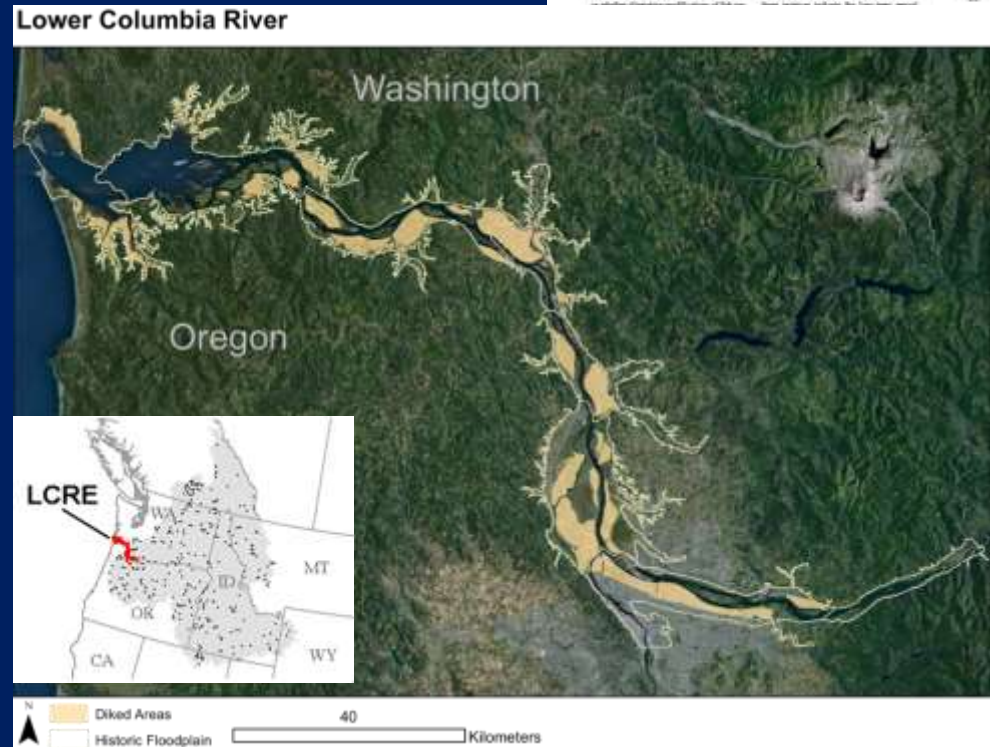 Lower Columbia River
Washington
Oregon
LCRE
WA
MT
ID
OR
WY
CA
N
Diked Areas
40
Historic Floodplain
Kilometers